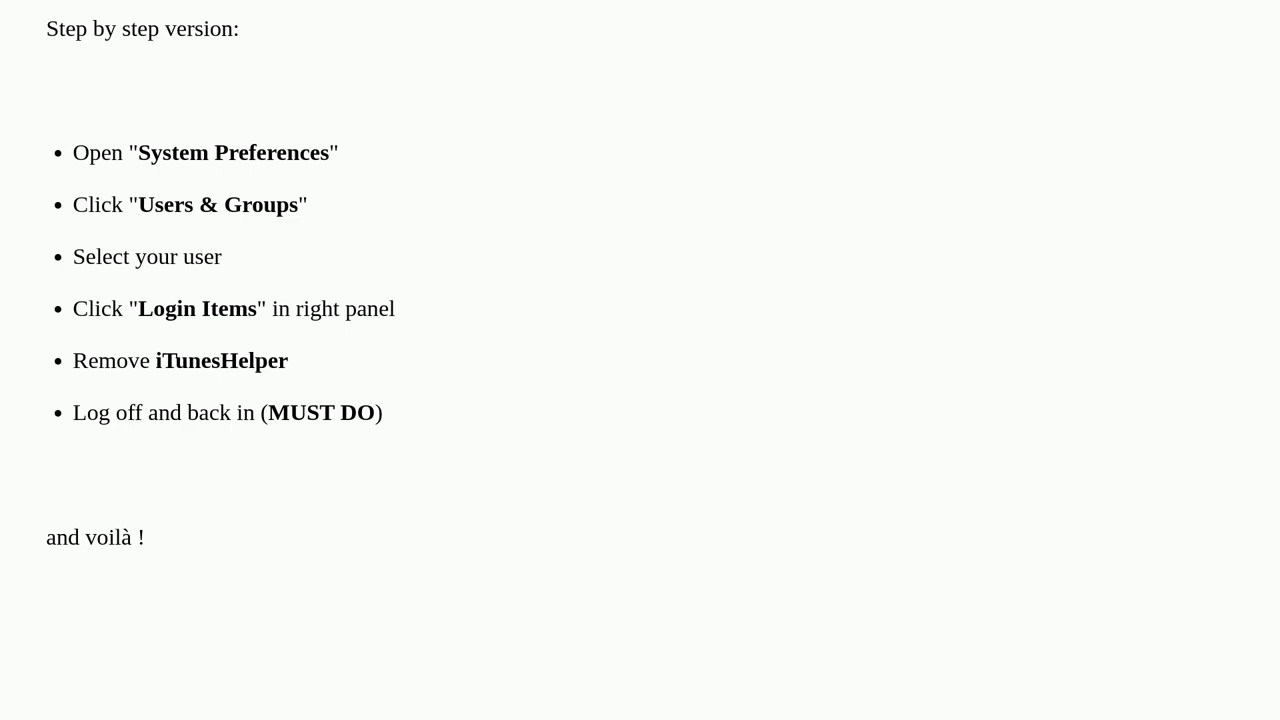 Step by step version:
• Open "System Preferences"
• Click "Users & Groups"
• Select your user
• Click "Login Items" in right panel
• Remove iTunesHelper
• Log off and back in (MUST DO)
and voilà !